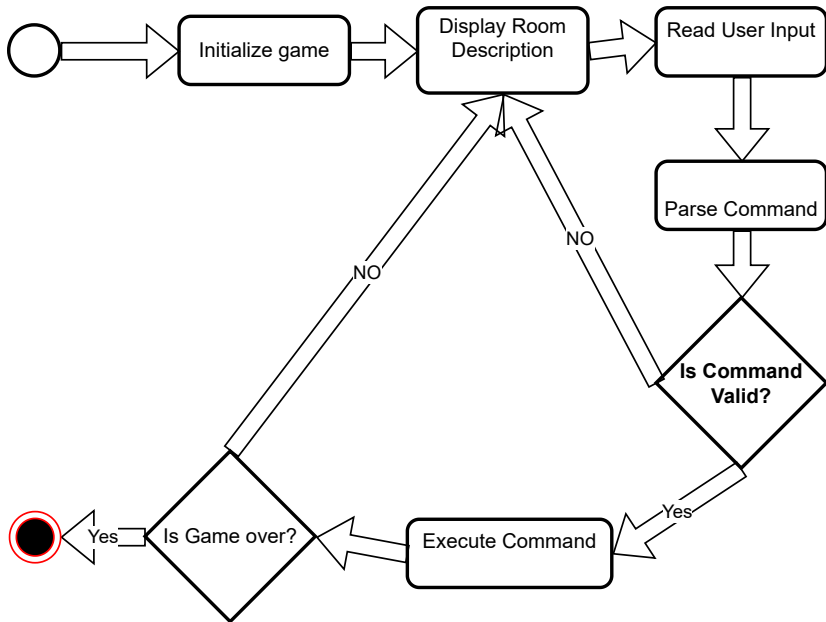 Initialize game
Display Room
Description
Read User Input
Parse Command
NO
NO
Is Command
Valid?
Yes
Execute Command
Is Game over?
Yes